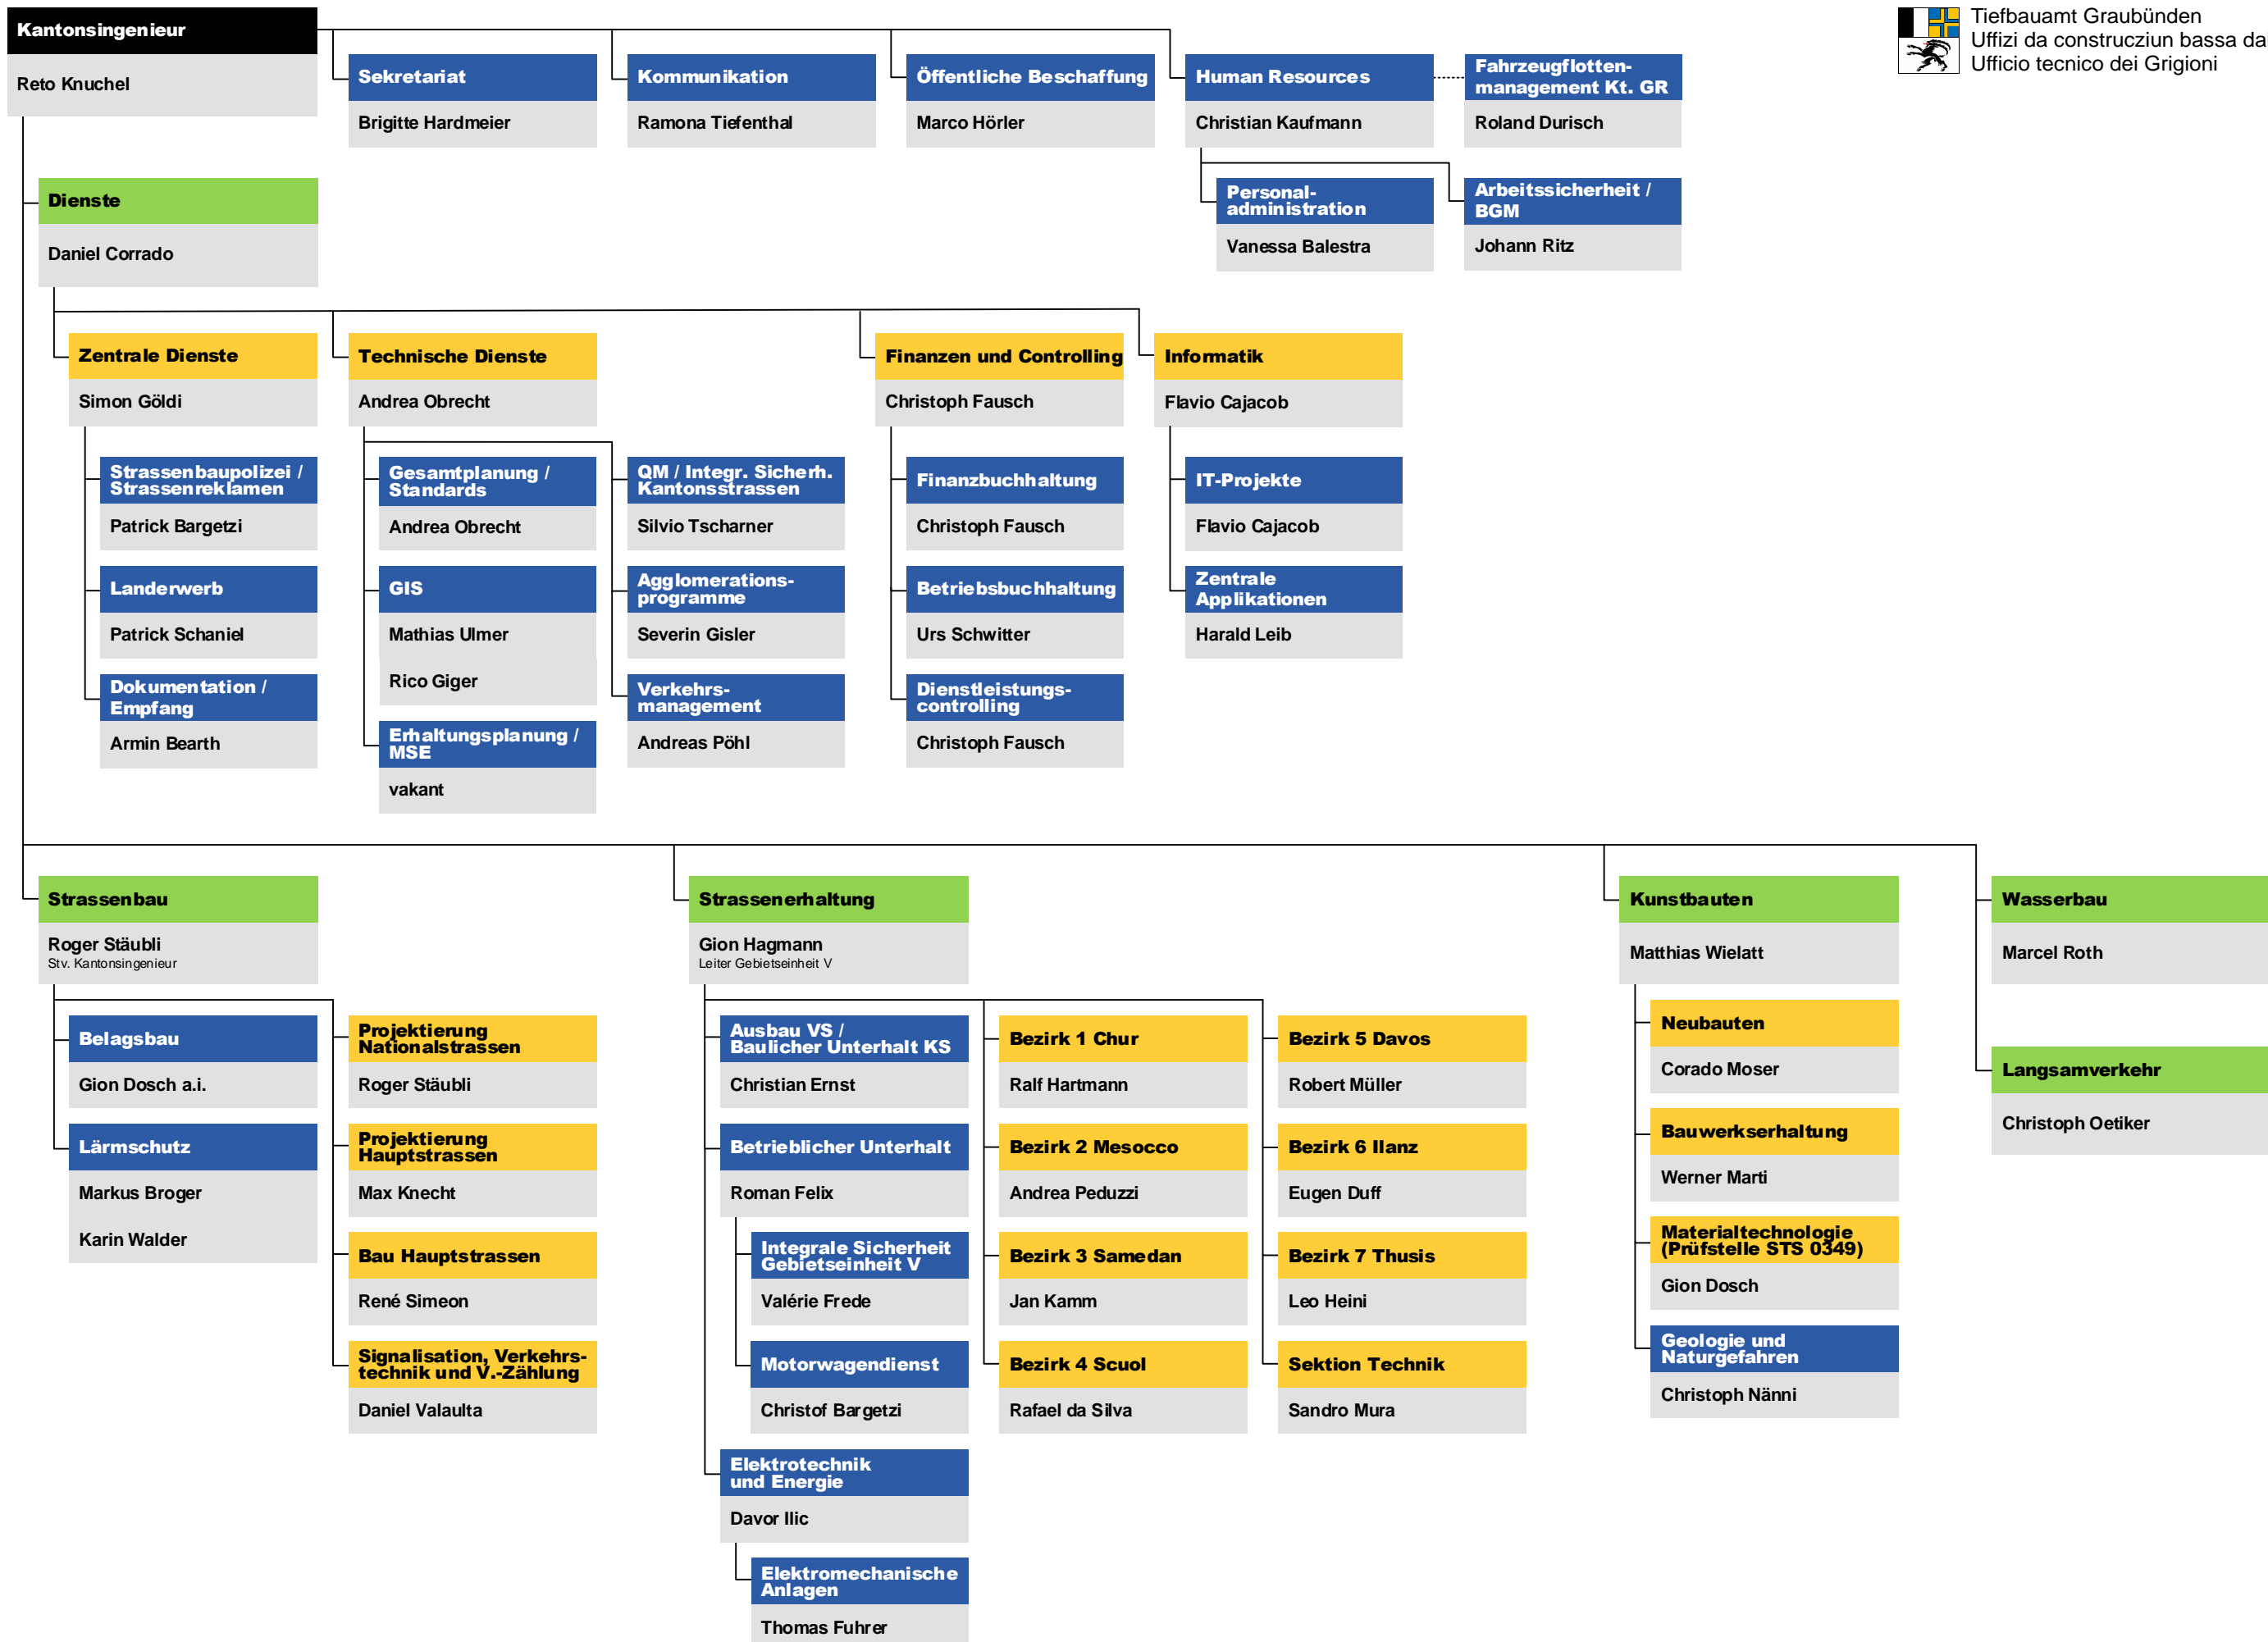 Tiefbauamt Graubünden
Uffizi da construcziun bassa dal
Ufficio tecnico dei Grigioni
Kantonsingenieur
Reto Knuchel
Sekretariat
Brigitte Hardmeier
Kommunikation
Ramona Tiefenthal
Öffentliche Beschaffung
Marco Hörler
Human Resources
Christian Kaufmann
Fahrzeugflotten-
management Kt. GR
Roland Durisch
Personal-
administration
Vanessa Balestra
Arbeitssicherheit /
BGM
Johann Ritz
Dienste
Daniel Corrado
Zentrale Dienste
Simon Göldi
Strassenbaupolizei /
Strassenreklamen
Patrick Bargetzi
Landerwerb
Patrick Schaniel
Dokumentation /
Empfang
Armin Bearth
Technische Dienste
Andrea Obrecht
Gesamtplanung /
Standards
Andrea Obrecht
GIS
Mathias Ulmer
Rico Giger
Erhaltungsplanung /
MSE
vakant
QM / Integr. Sicherh.
Kantonsstrassen
Silvio Tscharner
Agglomerations-
programme
Severin Gisler
Verkehrs-
management
Andreas Pöhl
Finanzen und Controlling
Christoph Fausch
Finanzbuchhaltung
Christoph Fausch
Betriebsbuchhaltung
Urs Schwitter
Dienstleistungs-
controlling
Christoph Fausch
Informatik
Flavio Cajacob
IT-Projekte
Flavio Cajacob
Zentrale
Applikationen
Harald Leib
Strassenbau
Roger Stäubli
Stv. Kantonsingenieur
Belagsbau
Gion Dosch a.i.
Lärmschutz
Markus Broger
Karin Walder
Projektierung
Nationalstrassen
Roger Stäubli
Projektierung
Hauptstrassen
Max Knecht
Bau Hauptstrassen
René Simeon
Signalisation, Verkehrs-
technik und V.-Zählung
Daniel Valaulta
Strassenerhaltung
Gion Hagmann
Leiter Gebietseinheit V
Ausbau VS /
Baulicher Unterhalt KS
Christian Ernst
Betrieblicher Unterhalt
Roman Felix
Integrale Sicherheit
Gebietseinheit V
Valérie Frede
Motorwagendienst
Christof Bargetzi
Elektrotechnik
und Energie
Davor Ilic
Elektromechanische
Anlagen
Thomas Fuhrer
Bezirk 1 Chur
Ralf Hartmann
Bezirk 2 Mesocco
Andrea Peduzzi
Bezirk 3 Samedan
Jan Kamm
Bezirk 4 Scuol
Rafael da Silva
Bezirk 5 Davos
Robert Müller
Bezirk 6 Ilanz
Eugen Duff
Bezirk 7 Thusis
Leo Heini
Sektion Technik
Sandro Mura
Kunstbauten
Matthias Wielatt
Neubauten
Corado Moser
Bauwerkserhaltung
Werner Marti
Materialtechnologie
(Prüfstelle STS 0349)
Gion Dosch
Geologie und
Naturgefahren
Christoph Nänni
Wasserbau
Marcel Roth
Langsamverkehr
Christoph Oetiker